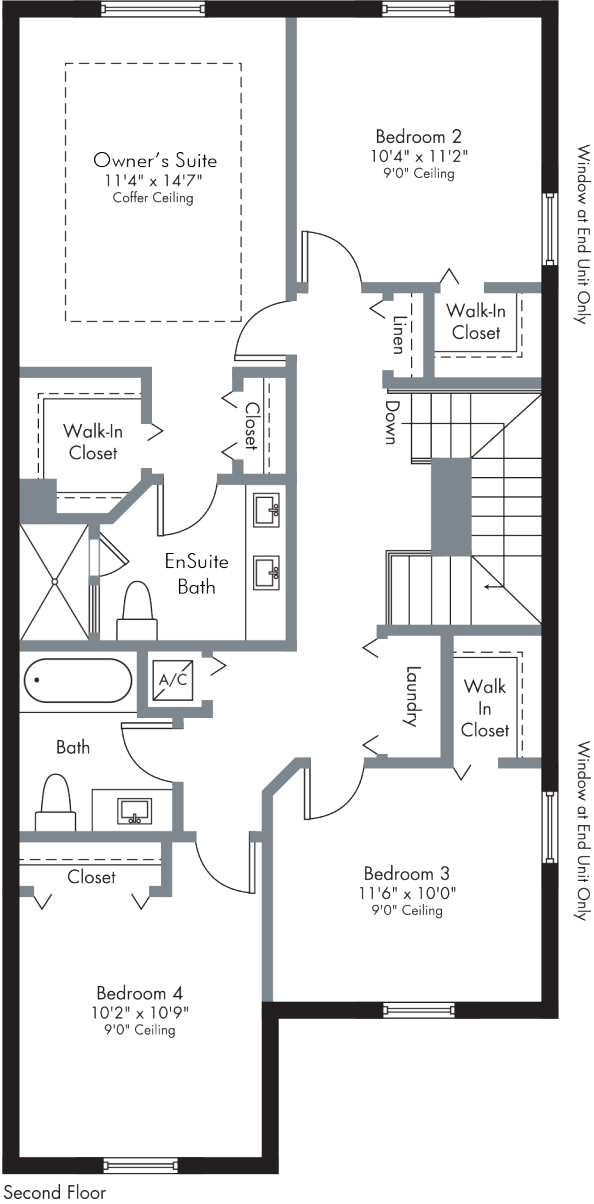 Owner's Suite
11'4" x 14'7"
Coffer Ceiling
Bedroom 2
10'4" x 11'2"
9'0" Ceiling
Window at End Unit Only
Linen
Walk-In
Closet
Walk-In
Closet
Closet
Down
EnSuite
Bath
A/C
Laundry
Walk
In
Closet
Bath
Window at End Unit Only
Closet
Bedroom 3
11'6" x 10'0"
9'0" Ceiling
Bedroom 4
10'2" x 10'9"
9'0" Ceiling
Second Floor